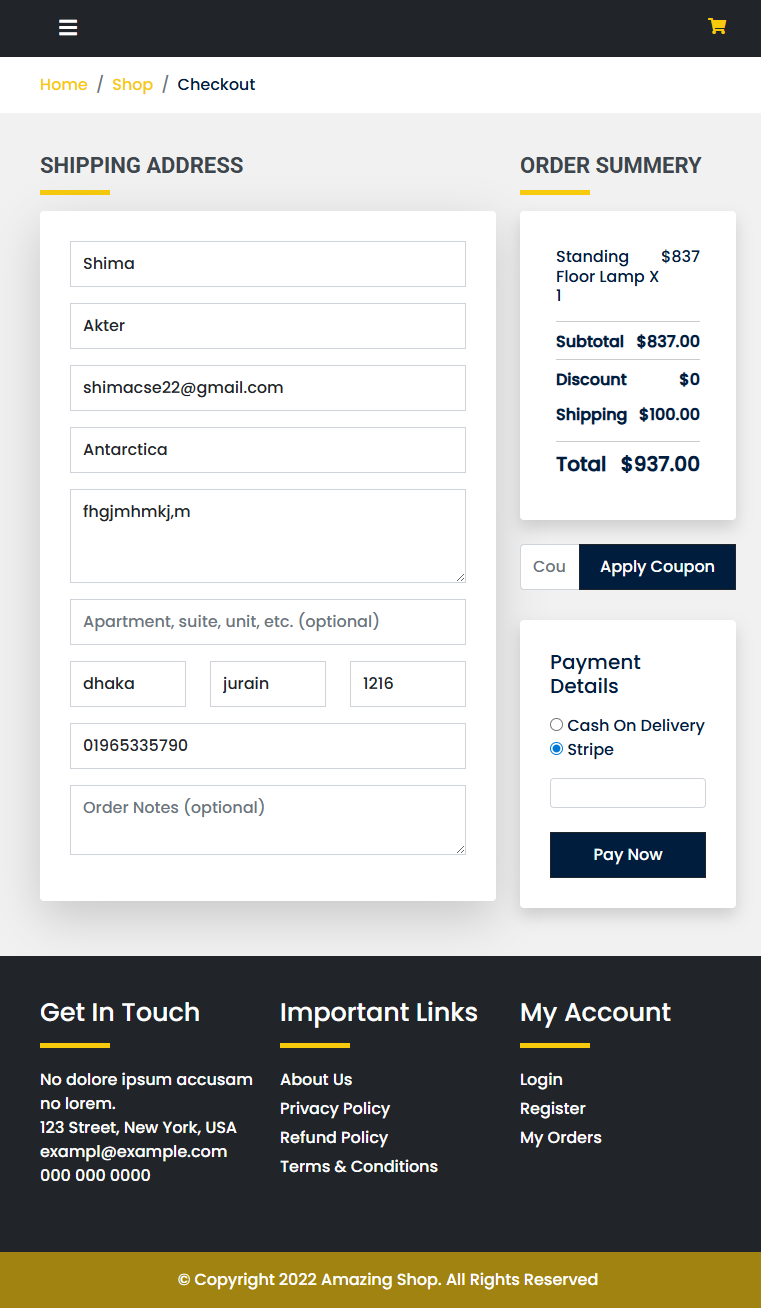 Home / Shop / Checkout
SHIPPING ADDRESS
Shima
Akter
shimacse22@gmail.com
Antarctica
fhgjmhmkj,m
Apartment, suite, unit, etc. (optional)
dhaka
jurain
1216
01965335790
Order Notes (optional)
ORDER SUMMERY
Standing $837
Floor Lamp X
1
Subtotal $837.00
Discount $0
Shipping $100.00
Total $937.00
Cou
Apply Coupon
Payment
Details
Cash On Delivery
Stripe
Pay Now
Get In Touch
No dolore ipsum accusam
no lorem.
123 Street, New York, USA
exampl@example.com
000 000 0000
Important Links
About Us
Privacy Policy
Refund Policy
Terms & Conditions
My Account
Login
Register
My Orders
© Copyright 2022 Amazing Shop. All Rights Reserved